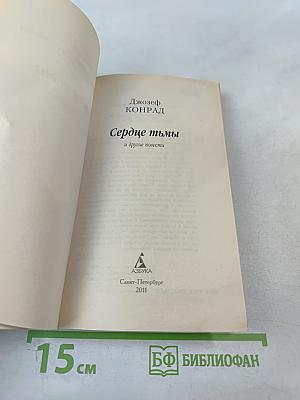 Джозеф
КОНРАД
Сердце тьмы
и другие повести
АЗБУКА
Санкт-Петербург
2011
15 см
БФ БИБЛИОФАН